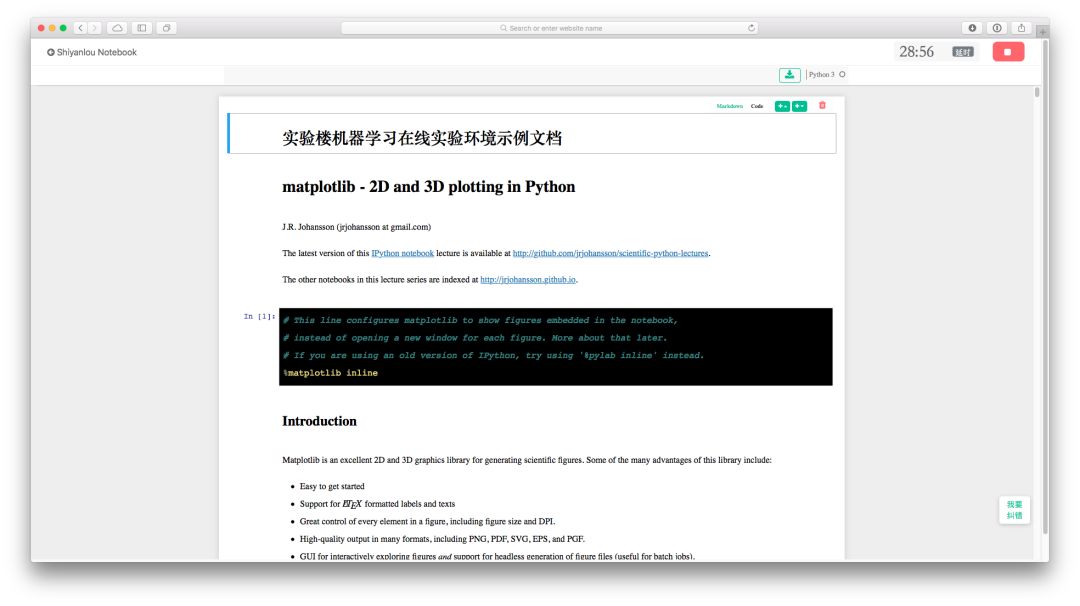 Search or enter website name
Shiyanlou Notebook
28:56
延时
Python 3
Markdown Code
实验楼机器学习在线实验环境示例文档
matplotlib - 2D and 3D plotting in Python
J.R. Johansson (jrjohansson at gmail.com)
The latest version of this IPython notebook lecture is available at http://github.com/jrjohansson/scientific-python-lectures.
The other notebooks in this lecture series are indexed at http://jrjohansson.github.io.
In [1]:
# This line configures matplotlib to show figures embedded in the notebook,
# instead of opening a new window for each figure. More about that later.
# If you are using an old version of IPython, try using '%pylab inline' instead.
%matplotlib inline
Introduction
Matplotlib is an excellent 2D and 3D graphics library for generating scientific figures. Some of the many advantages of this library include:
• Easy to get started
• Support for LATEX formatted labels and texts
• Great control of every element in a figure, including figure size and DPI.
• High-quality output in many formats, including PNG, PDF, SVG, EPS, and PGF.
• GUI for interactively exploring figures and support for headless generation of figure files (useful for batch jobs).
我要
纠错